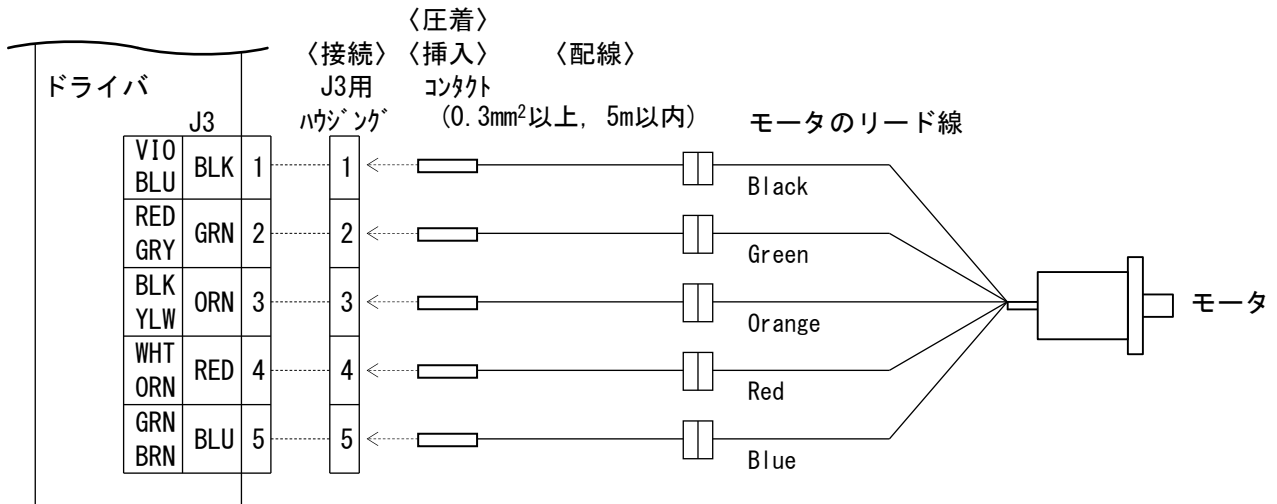 〈圧着〉
〈接続〉 〈挿入〉 〈配線〉
ドライバ J3用 ｺﾝﾀｸﾄ
J3 ﾊｳｼﾞﾝｸﾞ (0.3mm²以上, 5m以内) モータのリード線
VIO
BLU BLK 1 1 Black
RED
GRY GRN 2 2 Green
BLK
YLW ORN 3 3 Orange
モータ
WHT
ORN RED 4 4 Red
GRN
BRN BLU 5 5 Blue